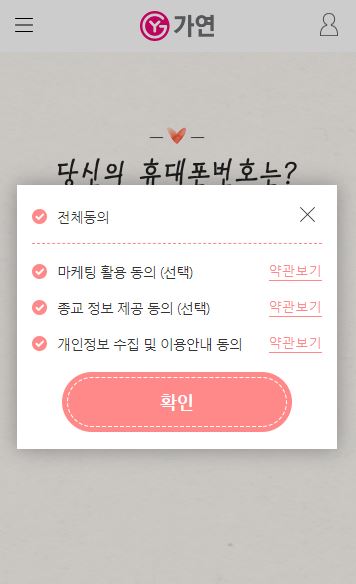 가연
당신의 휴대폰번호는?
전체동의
마케팅 활용 동의 (선택) 약관보기
종교 정보 제공 동의 (선택) 약관보기
개인정보 수집 및 이용안내 동의 약관보기
확인